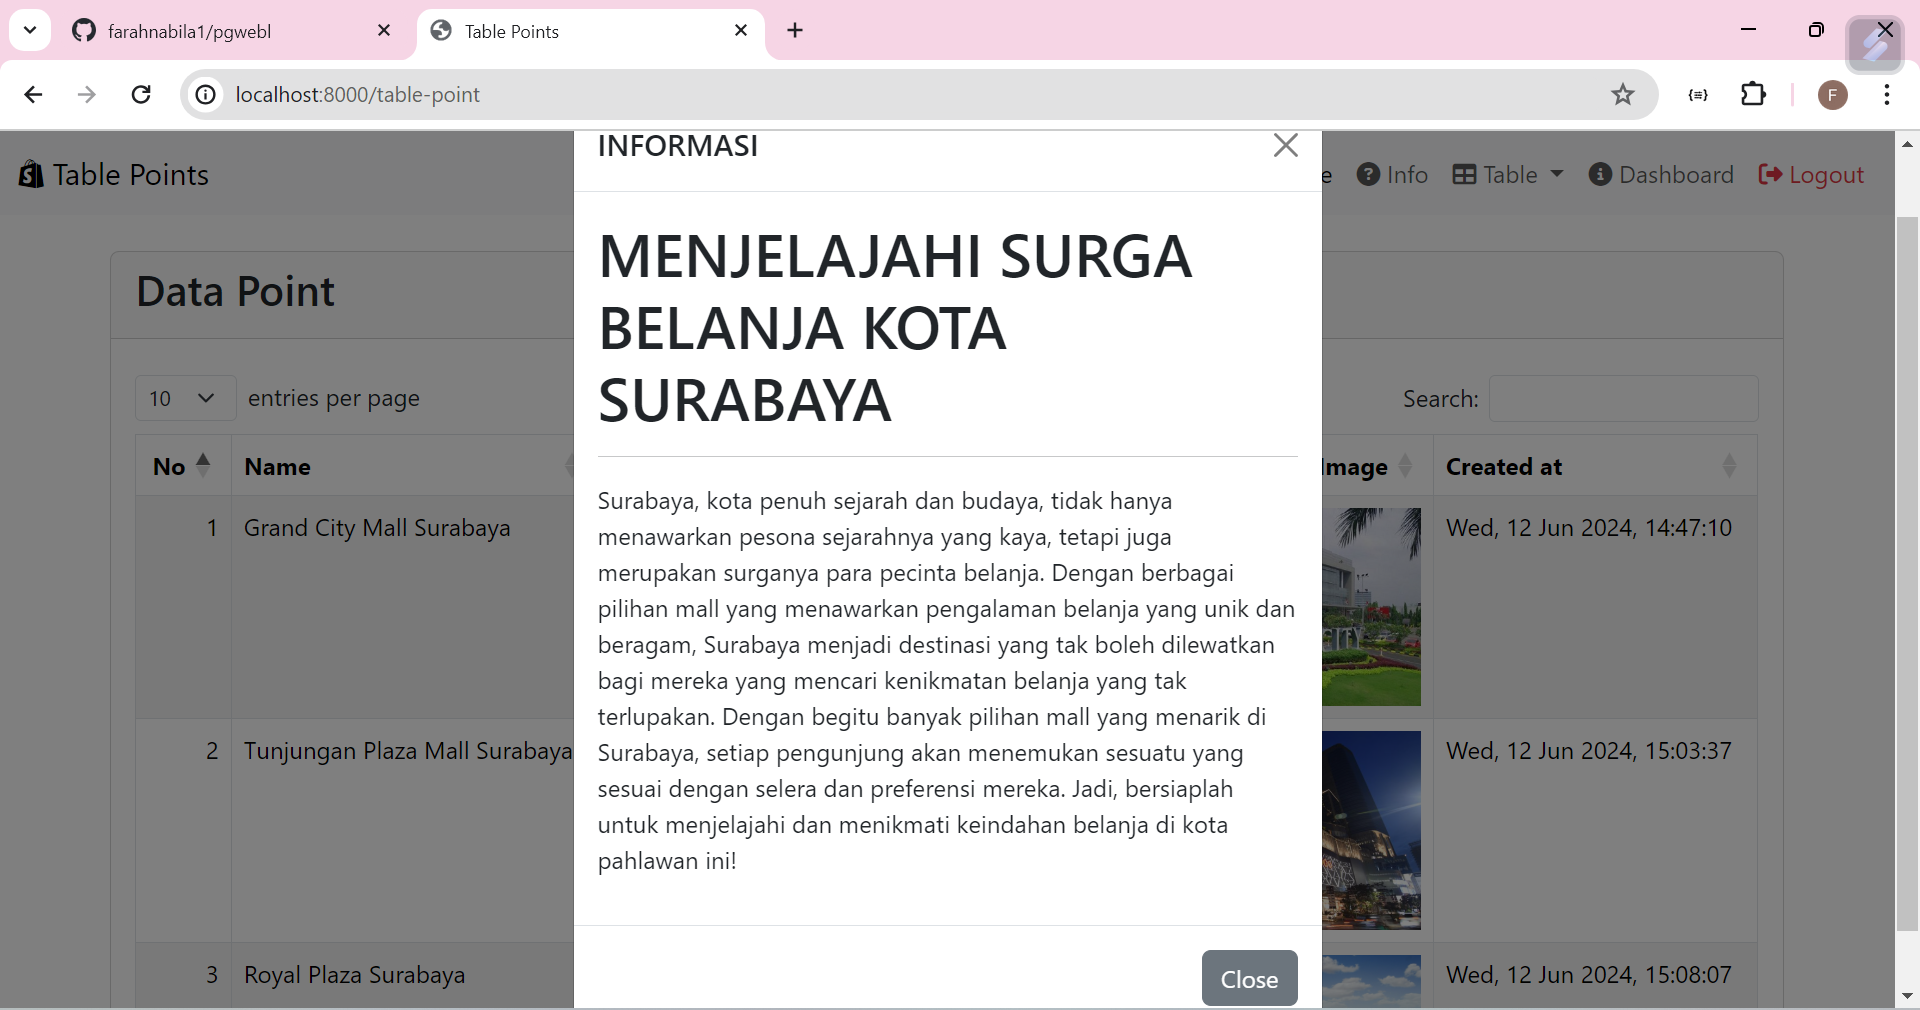 farahnabila1/pgwebl
Table Points
localhost:8000/table-point
F
Table Points
INFORMASI
e
Info
Table
Dashboard
Logout
MENJELAJAHI SURGA
BELANJA KOTA
SURABAYA
Surabaya, kota penuh sejarah dan budaya, tidak hanya
menawarkan pesona sejarahnya yang kaya, tetapi juga
merupakan surganya para pecinta belanja. Dengan berbagai
pilihan mall yang menawarkan pengalaman belanja yang unik dan
beragam, Surabaya menjadi destinasi yang tak boleh dilewatkan
bagi mereka yang mencari kenikmatan belanja yang tak
terlupakan. Dengan begitu banyak pilihan mall yang menarik di
Surabaya, setiap pengunjung akan menemukan sesuatu yang
sesuai dengan selera dan preferensi mereka. Jadi, bersiaplah
untuk menjelajahi dan menikmati keindahan belanja di kota
pahlawan ini!
Close
Data Point
10 entries per page
Search:
No Name Image Created at
1 Grand City Mall Surabaya Wed, 12 Jun 2024, 14:47:10
CITY
2 Tunjungan Plaza Mall Surabaya Wed, 12 Jun 2024, 15:03:37
3 Royal Plaza Surabaya Wed, 12 Jun 2024, 15:08:07